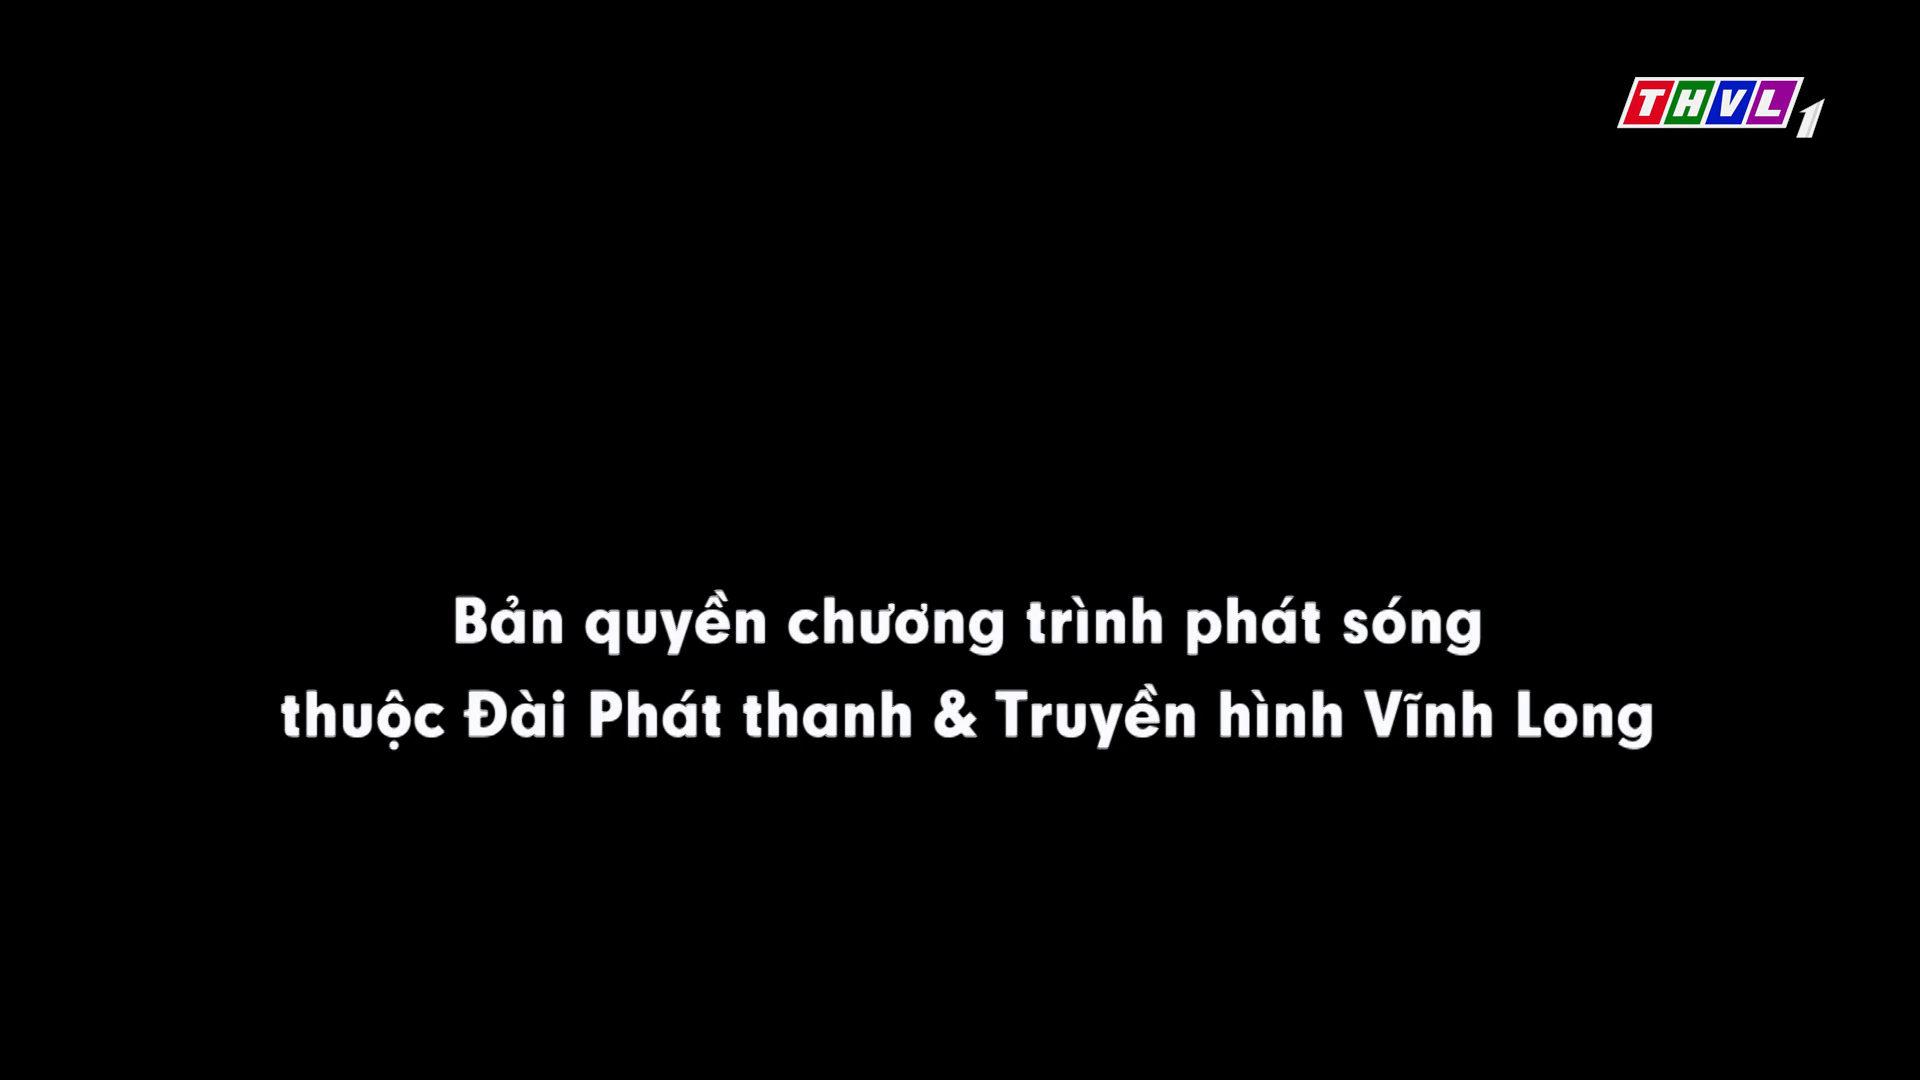 THVL1
Bản quyền chương trình phát sóng
thuộc Đài Phát thanh & Truyền hình Vĩnh Long